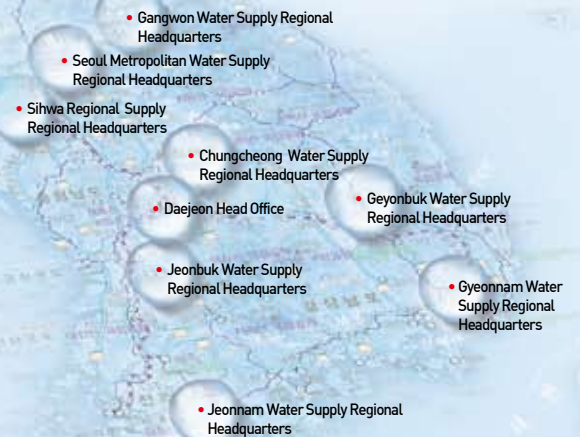 • Gangwon Water Supply Regional
Headquarters
• Seoul Metropolitan Water Supply
Regional Headquarters
• Sihwa Regional Supply
Regional Headquarters
• Chungcheong Water Supply
Regional Headquarters
• Daejeon Head Office
• Geyonbuk Water Supply
Regional Headquarters
• Jeonbuk Water Supply
Regional Headquarters
• Gyeonnam Water
Supply Regional
Headquarters
• Jeonnam Water Supply Regional
Headquarters